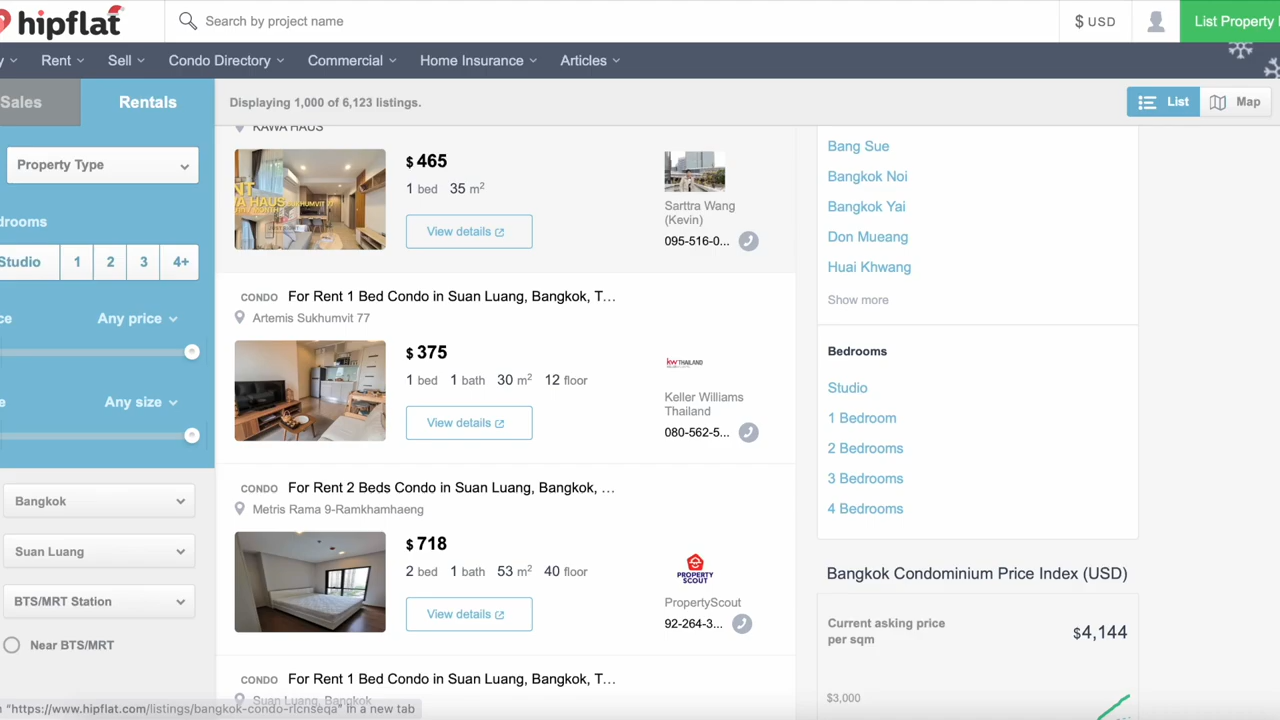 hipflat
Search by project name
$ USD
List Property
y
Rent
Sell
Condo Directory
Commercial
Home Insurance
Articles
Sales
Rentals
Displaying 1,000 of 6,123 listings.
List
Map
Property Type
drooms
Studio
1
2
3
4+
ce
Any price
e
Any size
Bangkok
Suan Luang
BTS/MRT Station
Near BTS/MRT
KAWA HAUS
$ 465
1 bed 35 m²
View details
Sarttra Wang
(Kevin)
095-516-0...
CONDO For Rent 1 Bed Condo in Suan Luang, Bangkok, T…
Artemis Sukhumvit 77
$ 375
1 bed 1 bath 30 m² 12 floor
View details
kw THAILAND
Keller Williams
Thailand
080-562-5...
CONDO For Rent 2 Beds Condo in Suan Luang, Bangkok, …
Metris Rama 9-Ramkhamhaeng
$ 718
2 bed 1 bath 53 m² 40 floor
View details
PROPERTY
SCOUT
PropertyScout
92-264-3...
CONDO For Rent 1 Bed Condo in Suan Luang, Bangkok, T…
Suan Luang, Bangkok
n "https://www.hipflat.com/listings/bangkok-condo-rlcnseqa" in a new tab
Bang Sue
Bangkok Noi
Bangkok Yai
Don Mueang
Huai Khwang
Show more
Bedrooms
Studio
1 Bedroom
2 Bedrooms
3 Bedrooms
4 Bedrooms
Bangkok Condominium Price Index (USD)
Current asking price
per sqm
$4,144
$3,000